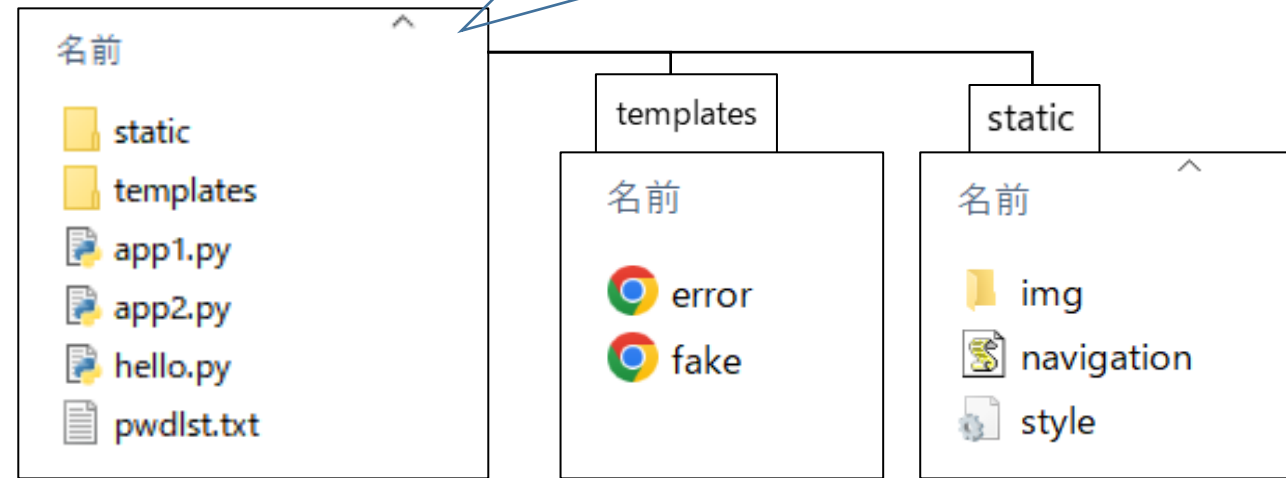 名前
static
templates
app1.py
app2.py
hello.py
pwdlst.txt
templates
名前
error
fake
static
名前
img
navigation
style